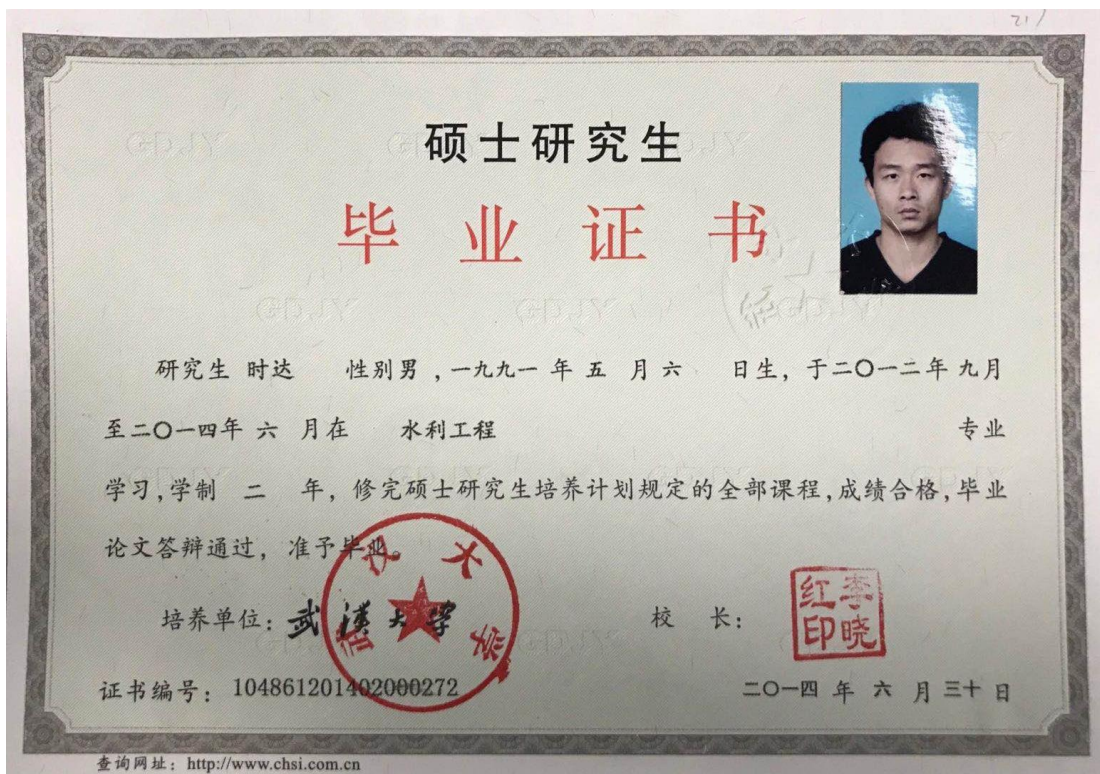 21
硕士研究生
毕业证书
研究生 时达 性别男 ,一九九一 年 五 月 六 日生, 于二〇一二年 九月
至二〇一四年 六 月在 水利工程 专业
学习,学制 二 年, 修完硕士研究生培养计划规定的全部课程,成绩合格,毕业
论文答辩通过, 准予毕业。
培养单位: 武漢大學 校 长:
武汉大学
李晓红印
证书编号: 104861201402000272 二〇一四 年 六 月 三十 日
查询网址: http://www.chsi.com.cn
GDJY